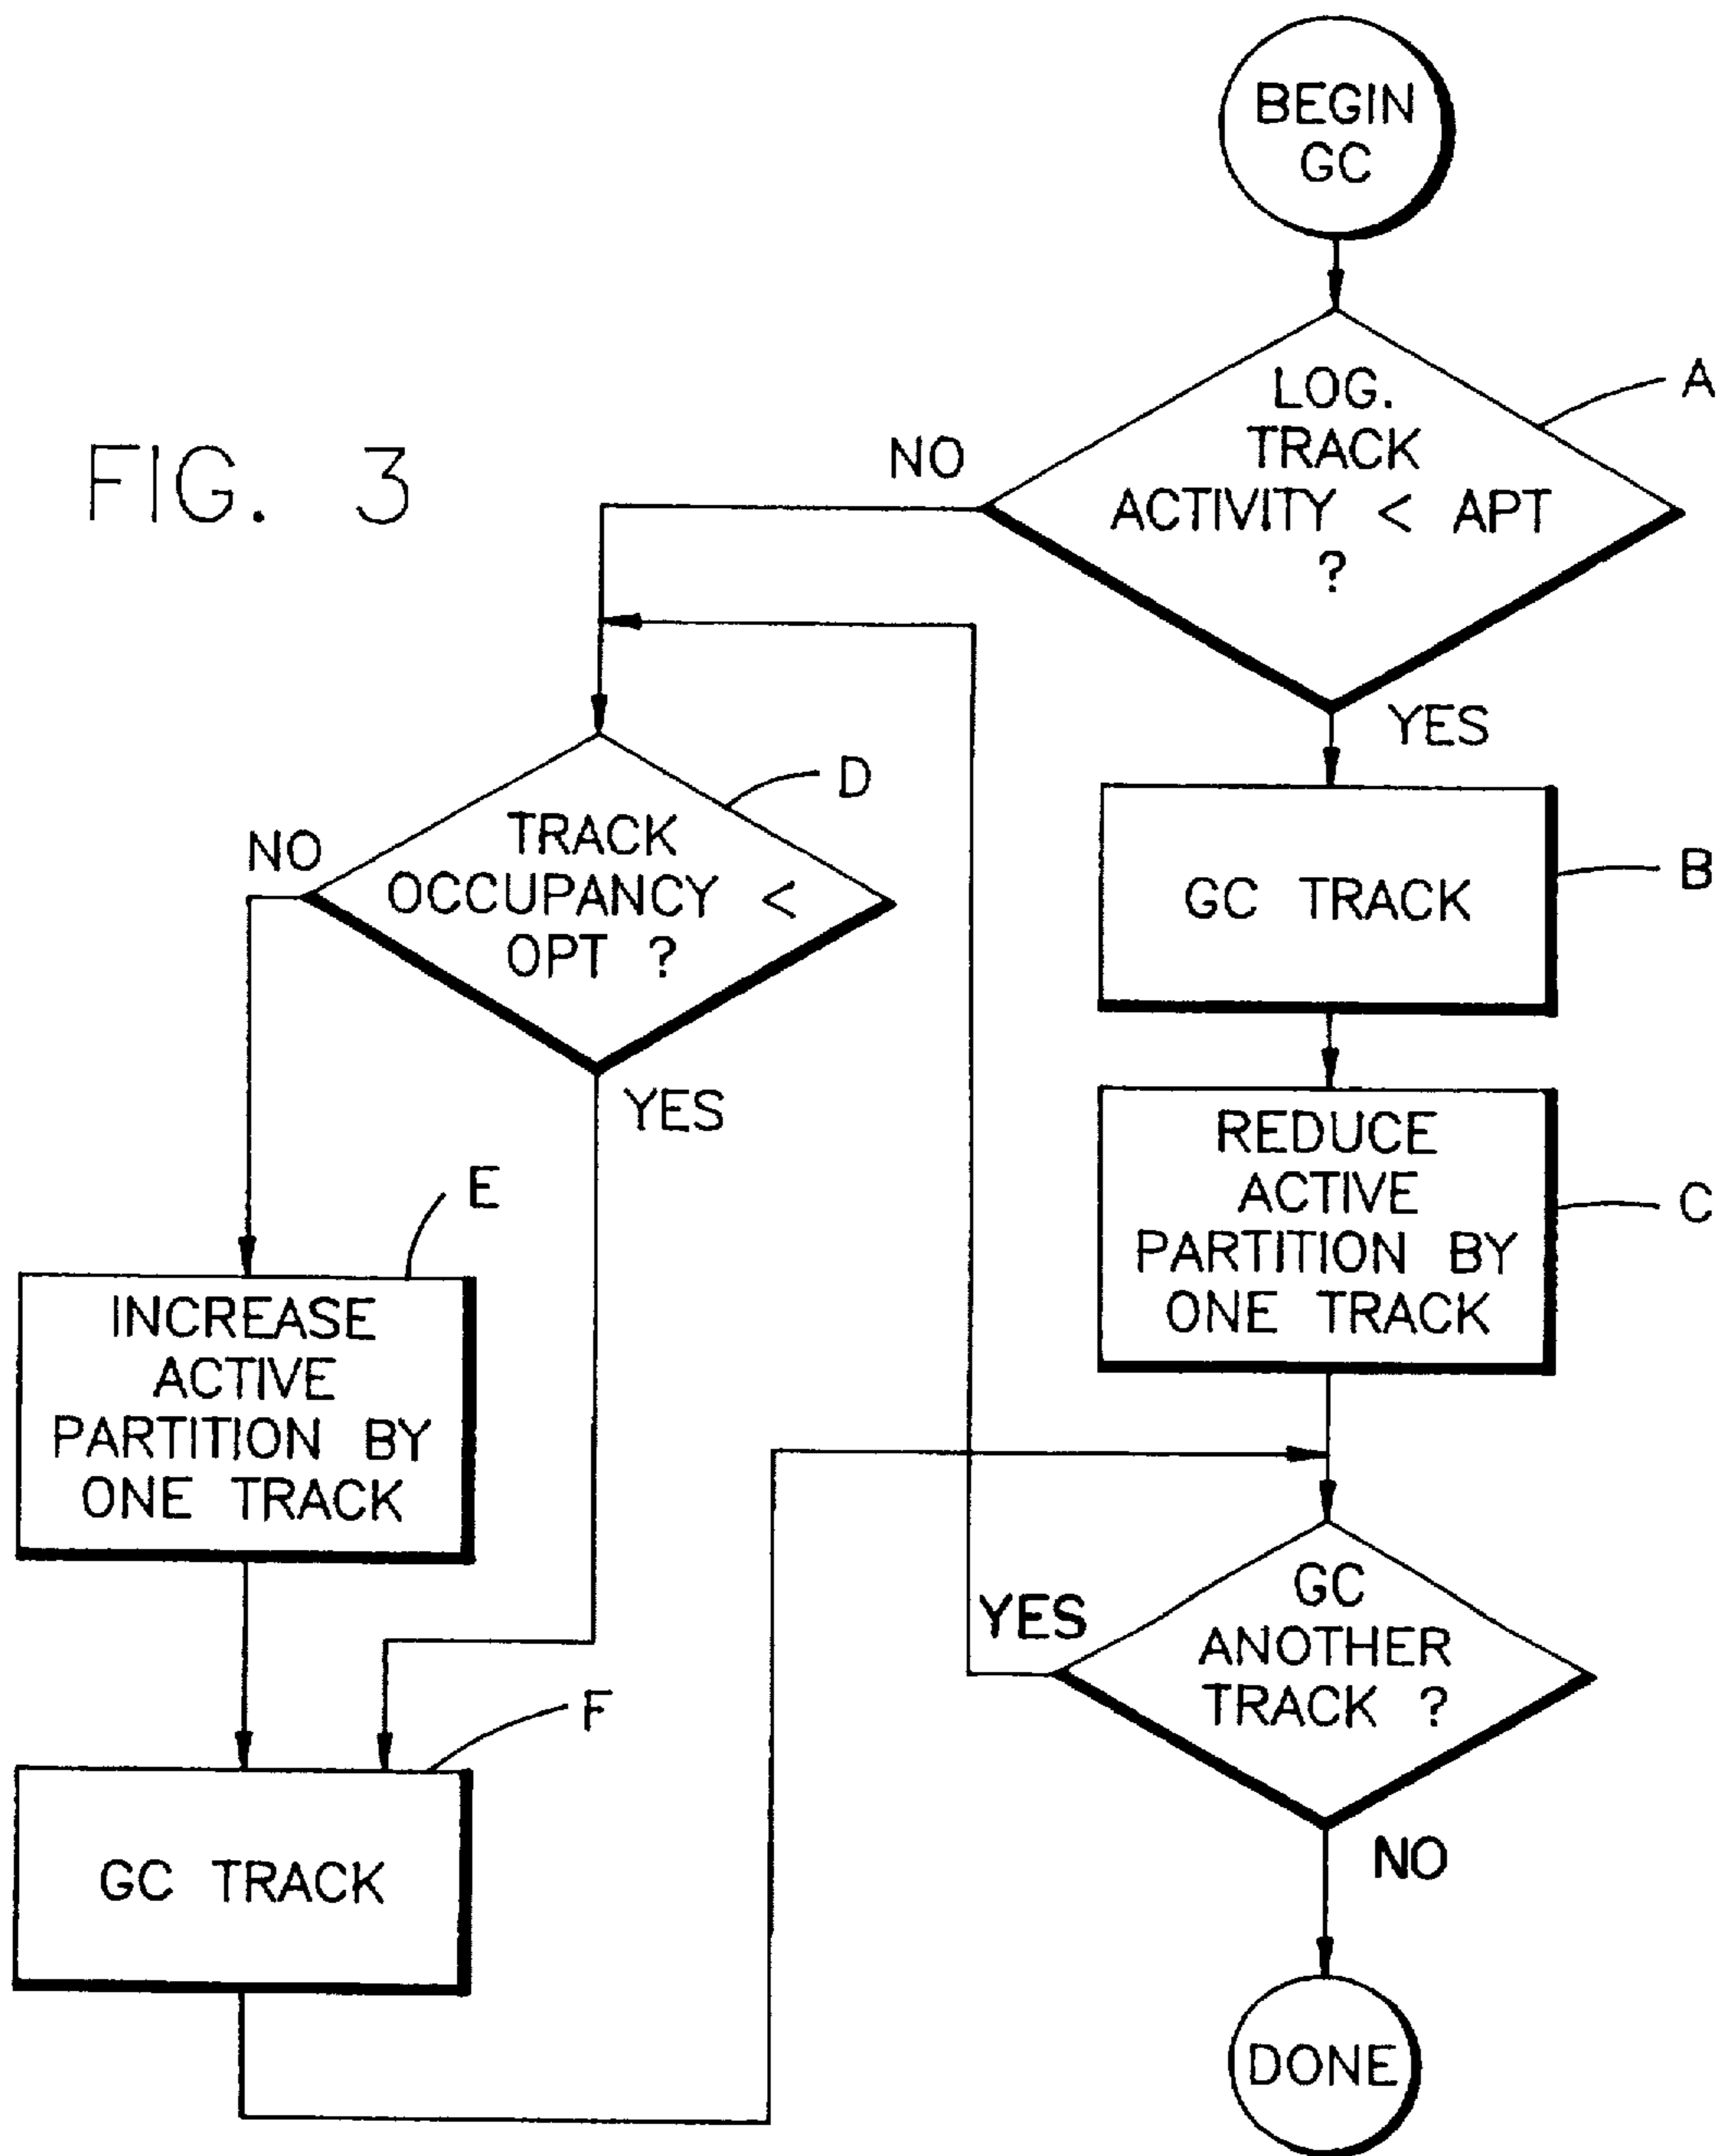 BEGIN
GC
FIG. 3
LOG.
TRACK
ACTIVITY < APT
?
A
NO
YES
GC TRACK
B
REDUCE
ACTIVE
PARTITION BY
ONE TRACK
C
TRACK
OCCUPANCY <
OPT ?
D
NO
YES
INCREASE
ACTIVE
PARTITION BY
ONE TRACK
E
GC TRACK
F
GC
ANOTHER
TRACK ?
YES
NO
DONE